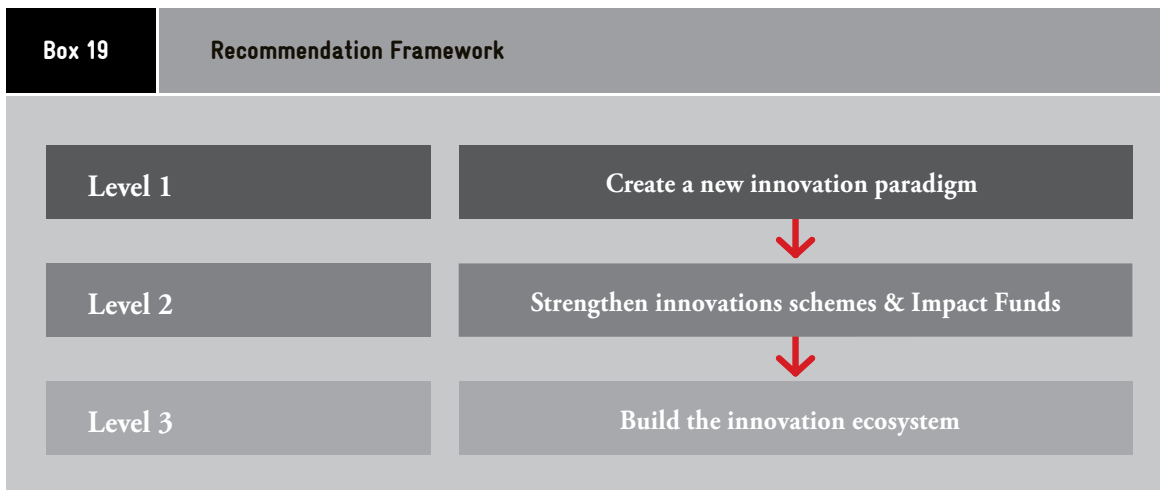 Box 19
Recommendation Framework
Level 1
Create a new innovation paradigm
Level 2
Strengthen innovations schemes & Impact Funds
Level 3
Build the innovation ecosystem